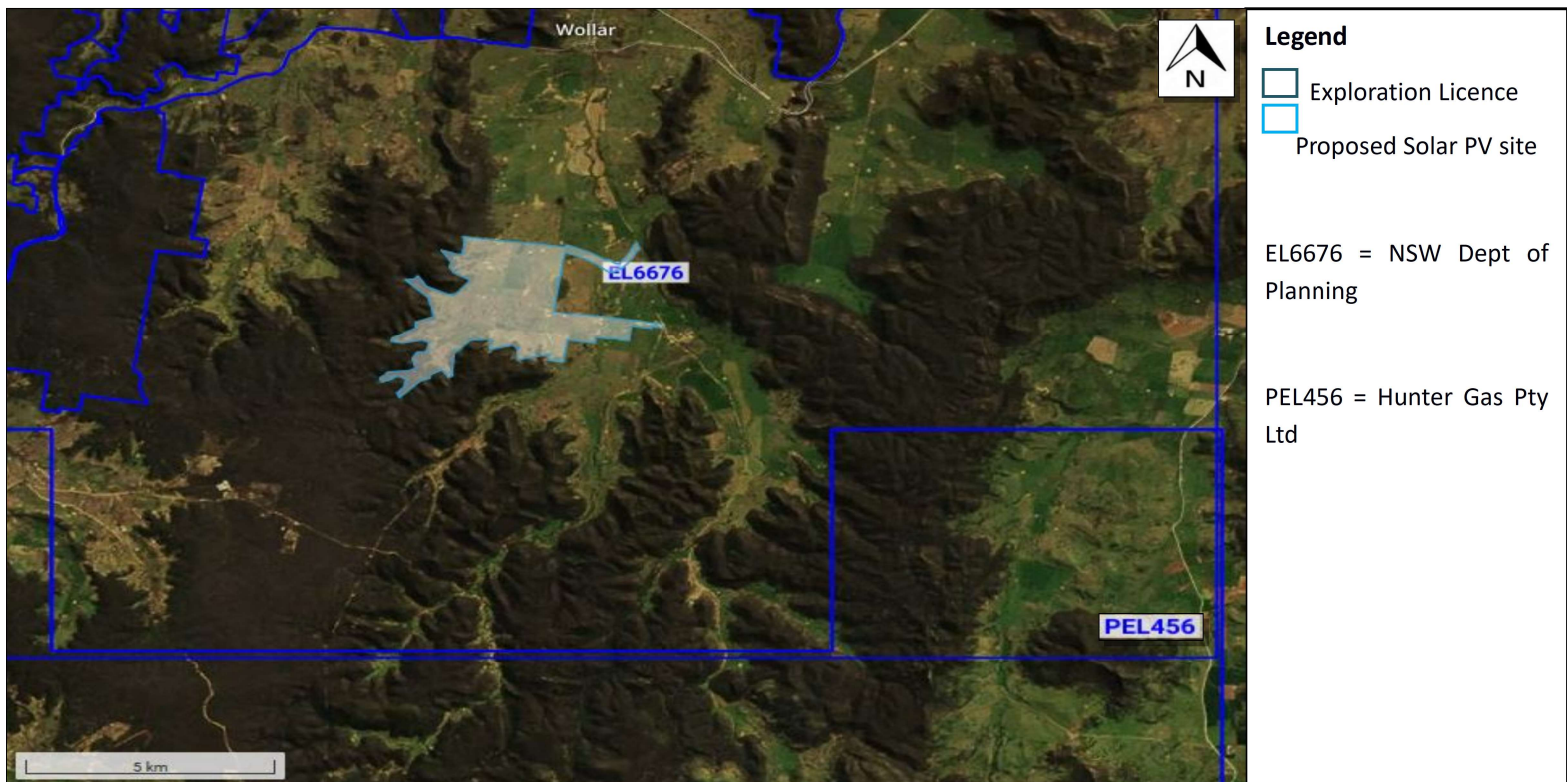 Wollar
N
EL6676
PEL456
5 km
Legend
Exploration Licence
Proposed Solar PV site
EL6676 = NSW Dept of
Planning
PEL456 = Hunter Gas Pty
Ltd